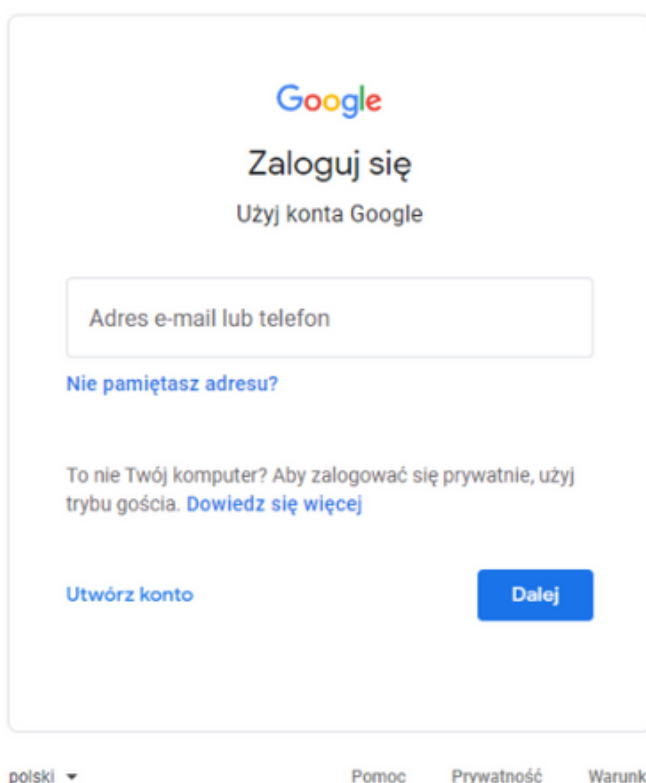 Google
Zaloguj się
Użyj konta Google
Adres e-mail lub telefon
Nie pamiętasz adresu?
To nie Twój komputer? Aby zalogować się prywatnie, użyj
trybu gościa. Dowiedz się więcej
Utwórz konto Dalej
polski Pomoc Prywatność Warunk